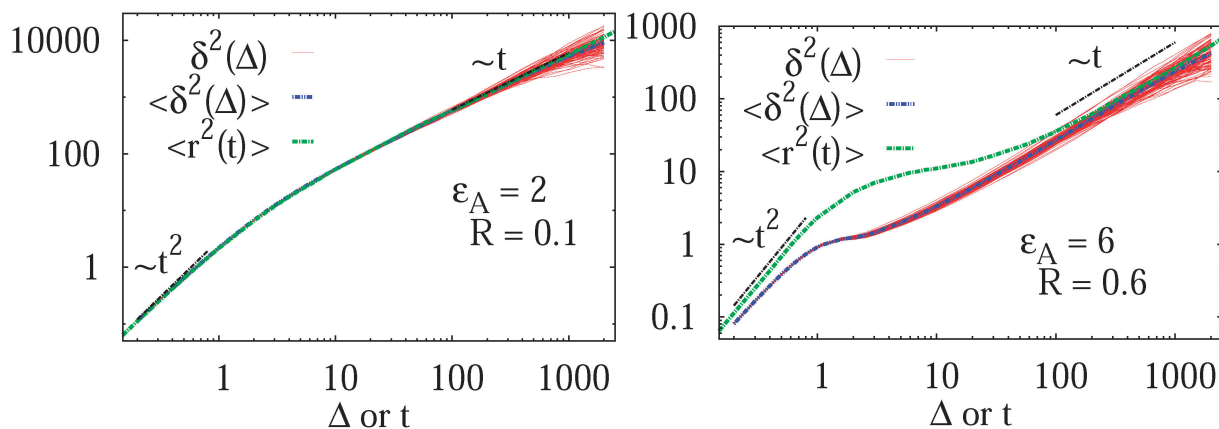 10000
100
1
δ²(Δ)
<δ²(Δ)>
<r²(t)>
~t
~t²
ε_A = 2
R = 0.1
1 10 100 1000
Δ or t
1000
100
10
1
0.1
δ²(Δ)
<δ²(Δ)>
<r²(t)>
~t
~t²
ε_A = 6
R = 0.6
1 10 100 1000
Δ or t